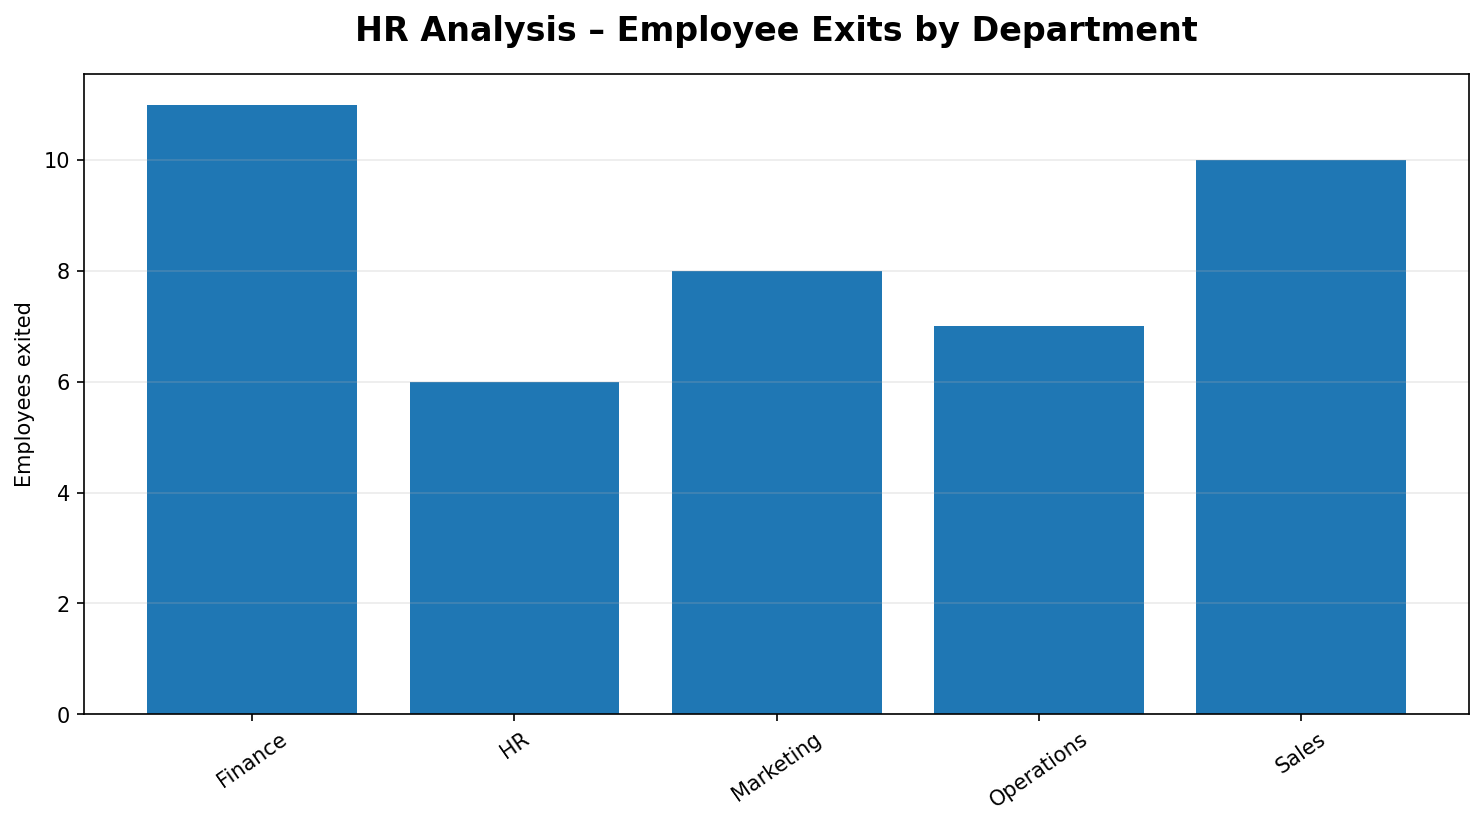 HR Analysis – Employee Exits by Department
Employees exited
10
8
6
4
2
0
Finance
HR
Marketing
Operations
Sales